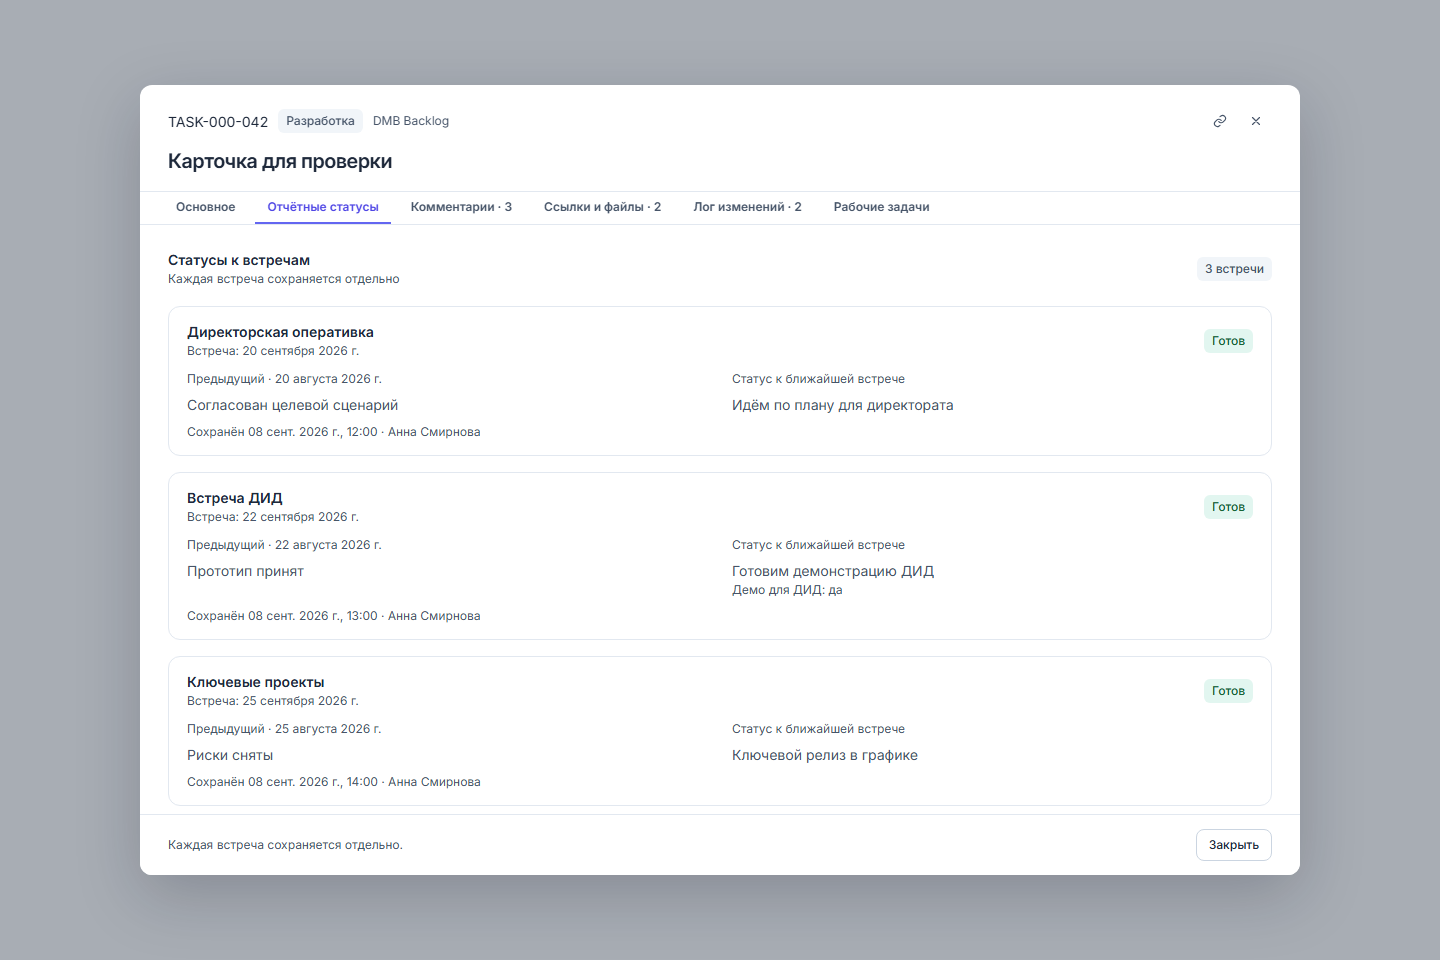 TASK-000-042 Разработка DMB Backlog
Карточка для проверки
Основное Отчётные статусы Комментарии · 3 Ссылки и файлы · 2 Лог изменений · 2 Рабочие задачи
Статусы к встречам
Каждая встреча сохраняется отдельно
3 встречи
Директорская оперативка
Встреча: 20 сентября 2026 г.
Готов
Предыдущий · 20 августа 2026 г.
Согласован целевой сценарий
Статус к ближайшей встрече
Идём по плану для директората
Сохранён 08 сент. 2026 г., 12:00 · Анна Смирнова
Встреча ДИД
Встреча: 22 сентября 2026 г.
Готов
Предыдущий · 22 августа 2026 г.
Прототип принят
Статус к ближайшей встрече
Готовим демонстрацию ДИД
Демо для ДИД: да
Сохранён 08 сент. 2026 г., 13:00 · Анна Смирнова
Ключевые проекты
Встреча: 25 сентября 2026 г.
Готов
Предыдущий · 25 августа 2026 г.
Риски сняты
Статус к ближайшей встрече
Ключевой релиз в графике
Сохранён 08 сент. 2026 г., 14:00 · Анна Смирнова
Каждая встреча сохраняется отдельно.
Закрыть